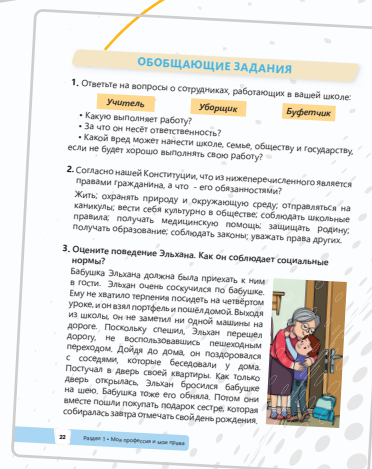 ОБОБЩАЮЩИЕ ЗАДАНИЯ
1. Ответьте на вопросы о сотрудниках, работающих в вашей школе:
Учитель Уборщик Буфетчик
• Какую выполняет работу?
• За что он несёт ответственность?
• Какой вред может нанести школе, семье, обществу и государству,
если не будет хорошо выполнять свою работу?
2. Согласно нашей Конституции, что из нижеперечисленного является
правами гражданина, а что - его обязанностями?
Жить; охранять природу и окружающую среду; отправляться на
каникулы; вести себя культурно в обществе; соблюдать школьные
правила; получать медицинскую помощь; защищать родину;
получать образование; соблюдать законы; уважать права других.
3. Оцените поведение Эльхана. Как он соблюдает социальные
нормы?
Бабушка Эльхана должна была приехать к ним
в гости. Эльхан очень соскучился по бабушке.
Ему не хватило терпения посидеть на четвёртом
уроке, и он взял портфель и пошёл домой. Выходя
из школы, он не заметил ни одной машины на
дороге. Поскольку спешил, Эльхан перешел
дорогу, не воспользовавшись пешеходным
переходом. Дойдя до дома, он поздоровался
с соседями, которые беседовали у дома.
Постучал в дверь своей квартиры. Как только
дверь открылась, Эльхан бросился бабушке
на шею. Бабушка тоже его обняла. Потом они
вместе пошли покупать подарок сестре, которая
собиралась завтра отмечать свой день рождения.
22 Раздел 1 • Моя профессия и мои права